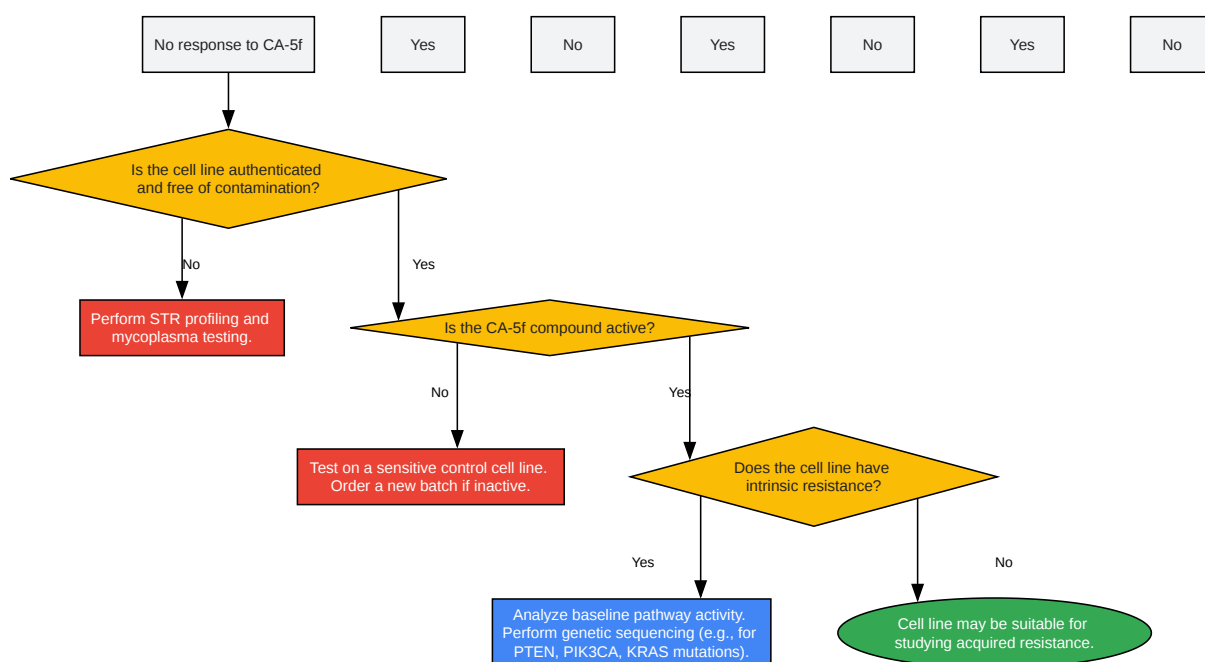 No response to CA-5f
Yes
No
Yes
No
Yes
No
Is the cell line authenticated
and free of contamination?
No
Yes
Perform STR profiling and
mycoplasma testing.
Is the CA-5f compound active?
No
Yes
Test on a sensitive control cell line.
Order a new batch if inactive.
Does the cell line have
intrinsic resistance?
Yes
No
Analyze baseline pathway activity.
Perform genetic sequencing (e.g., for
PTEN, PIK3CA, KRAS mutations).
Cell line may be suitable for
studying acquired resistance.